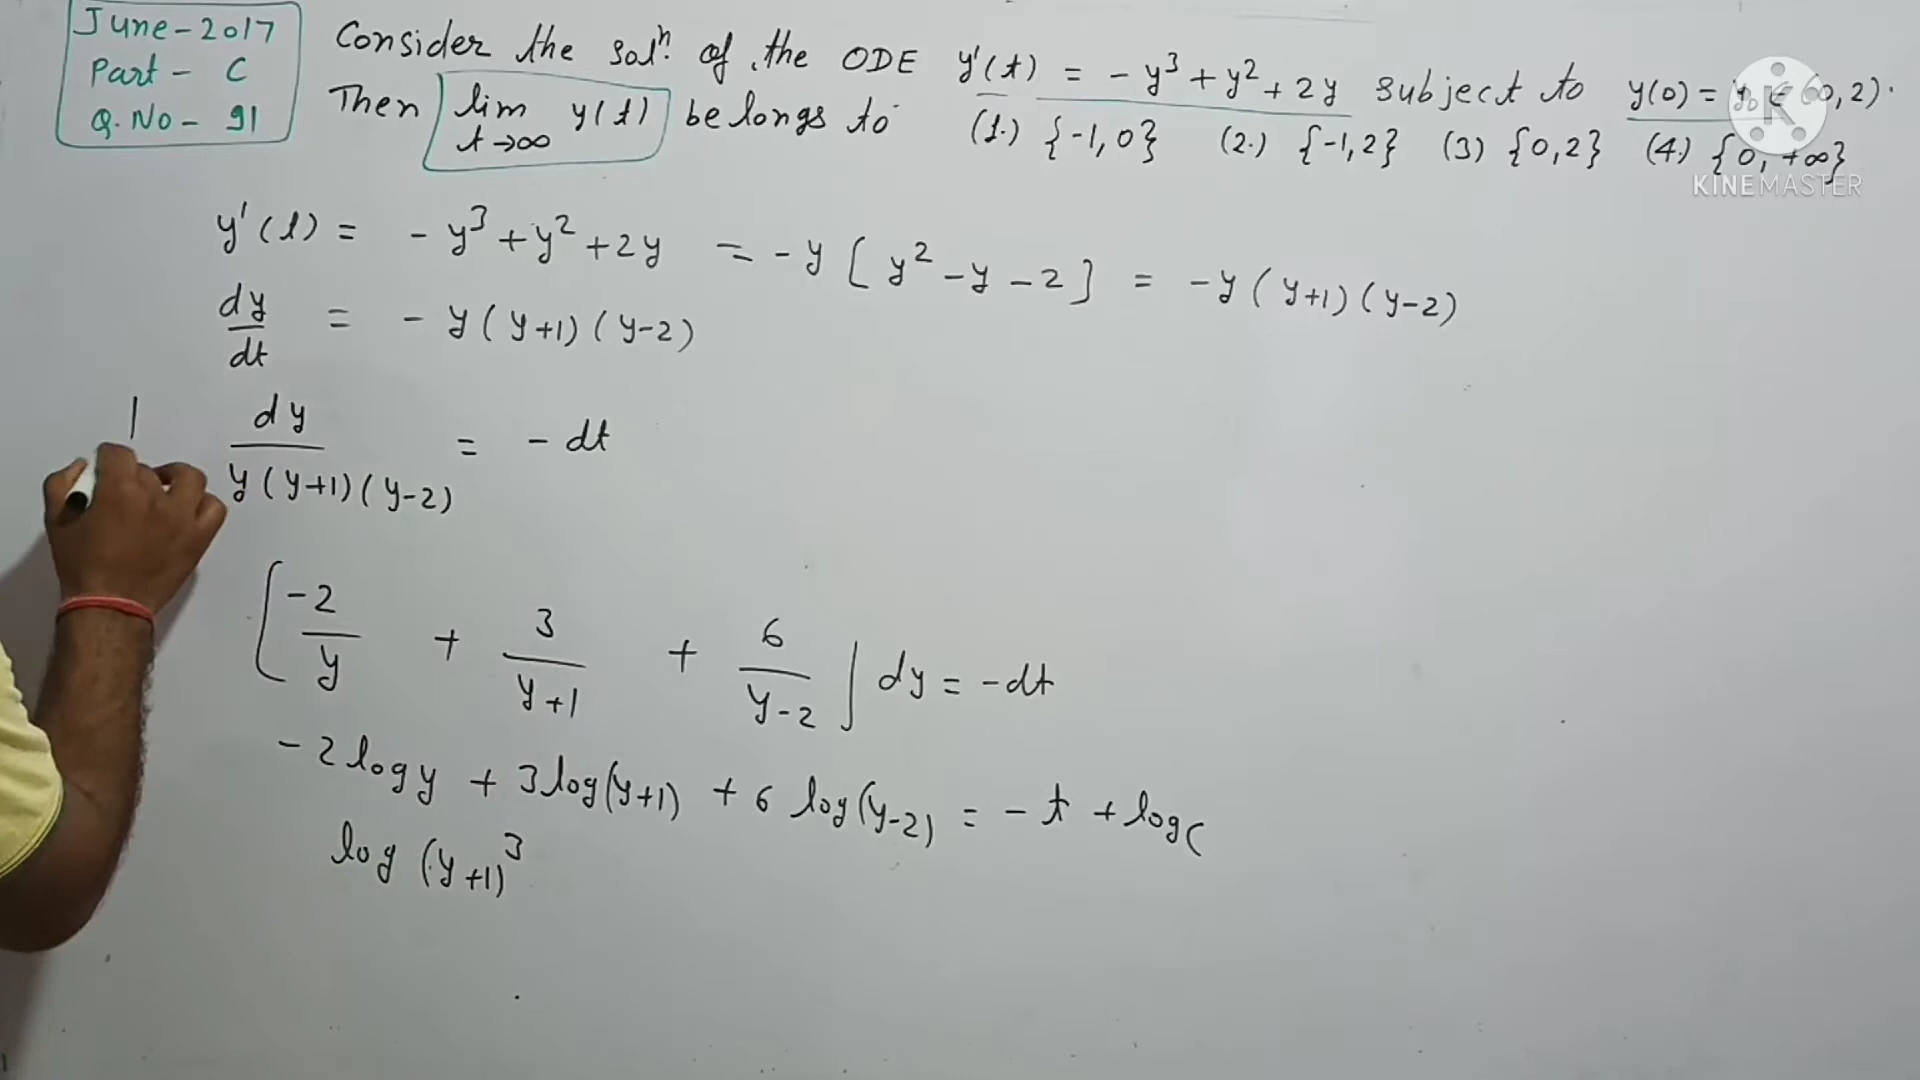 June-2017
Part - C
Q.No - 91
Consider the solⁿ. of the ODE y'(t) = - y³ + y² + 2y subject to y(0) = y₀ ∈ (0,2).
Then lim t→∞ y(t) belongs to (1.) {-1, 0} (2.) {-1,2} (3) {0,2} (4.) {0, +∞}
KINEMASTER
y'(t) = - y³ + y² + 2y = - y [ y² - y - 2 ] = - y ( y+1) ( y-2)
dy/dt = - y ( y+1) ( y-2)
1 dy/y ( y+1) ( y-2) = - dt
[ -2/y + 3/y+1 + 6/y-2 ] dy = -dt
- 2 log y + 3 log(y+1) + 6 log(y-2) = - t + log c
log (y+1)³